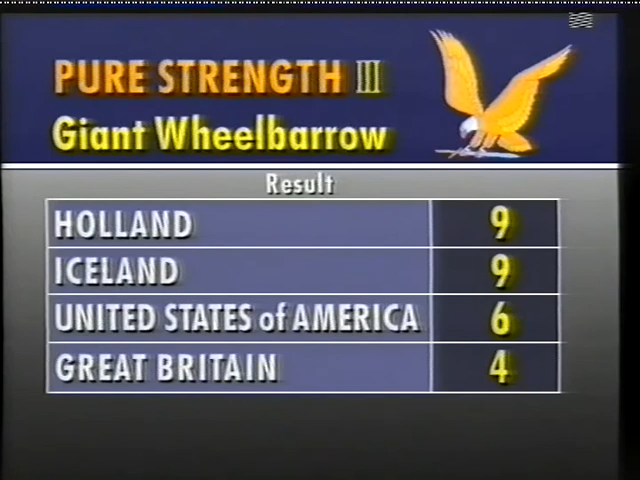 PURE STRENGTH III
Giant Wheelbarrow
Result
HOLLAND 9
ICELAND 9
UNITED STATES of AMERICA 6
GREAT BRITAIN 4